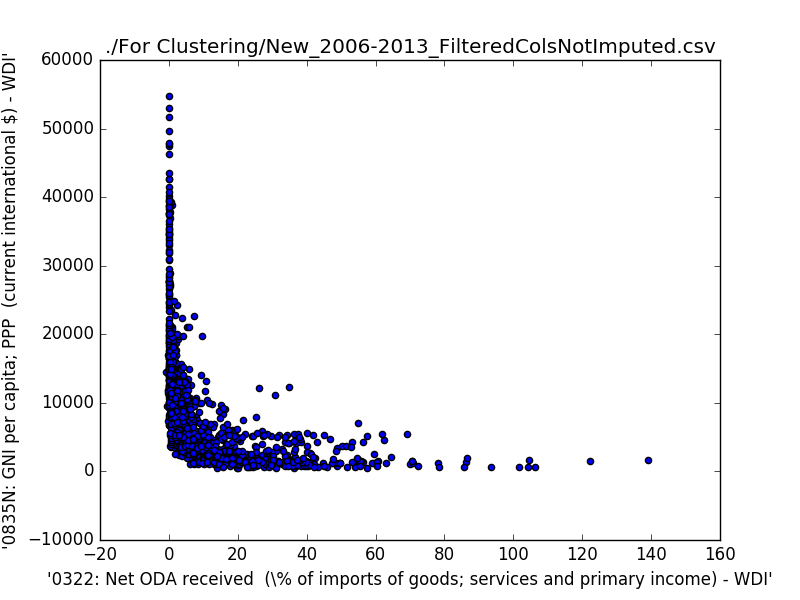 ./For Clustering/New_2006-2013_FilteredColsNotImputed.csv
'0835N: GNI per capita; PPP  (current international $) - WDI'
60000
50000
40000
30000
20000
10000
0
−10000
−20 0 20 40 60 80 100 120 140 160
'0322: Net ODA received  (\% of imports of goods; services and primary income) - WDI'